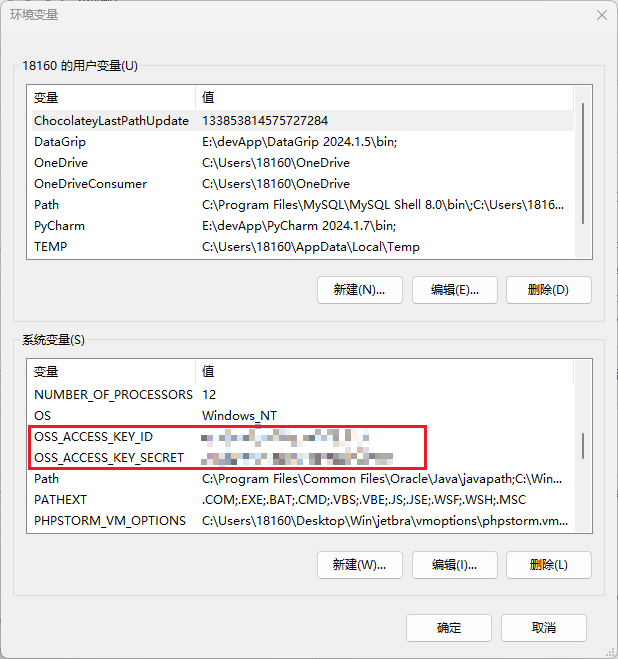 环境变量
18160 的用户变量(U)
变量 值
ChocolateyLastPathUpdate 133853814575727284
DataGrip E:\devApp\DataGrip 2024.1.5\bin;
OneDrive C:\Users\18160\OneDrive
OneDriveConsumer C:\Users\18160\OneDrive
Path C:\Program Files\MySQL\MySQL Shell 8.0\bin\;C:\Users\1816...
PyCharm E:\devApp\PyCharm 2024.1.7\bin;
TEMP C:\Users\18160\AppData\Local\Temp
新建(N)... 编辑(E)... 删除(D)
系统变量(S)
变量 值
NUMBER_OF_PROCESSORS 12
OS Windows_NT
OSS_ACCESS_KEY_ID
OSS_ACCESS_KEY_SECRET
Path C:\Program Files\Common Files\Oracle\Java\javapath;C:\Win...
PATHEXT .COM;.EXE;.BAT;.CMD;.VBS;.VBE;.JS;.JSE;.WSF;.WSH;.MSC
PHPSTORM_VM_OPTIONS C:\Users\18160\Desktop\Win\jetbra\vmoptions\phpstorm.vm...
新建(W)... 编辑(I)... 删除(L)
确定 取消